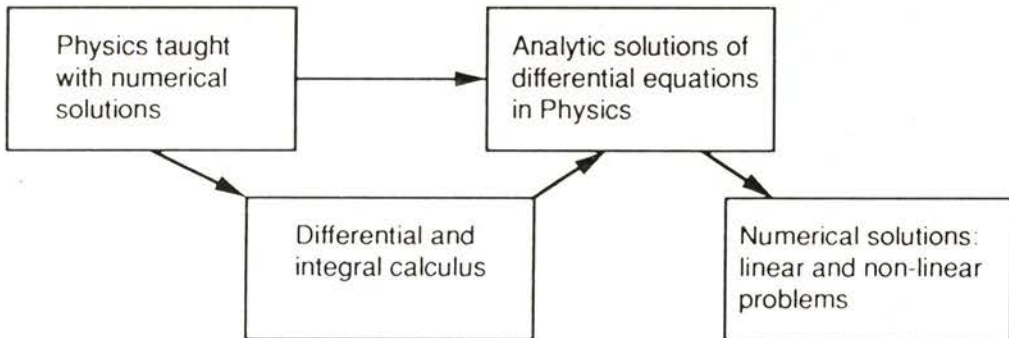 Physics taught
with numerical
solutions
Analytic solutions of
differential equations
in Physics
Differential and
integral calculus
Numerical solutions:
linear and non-linear
problems